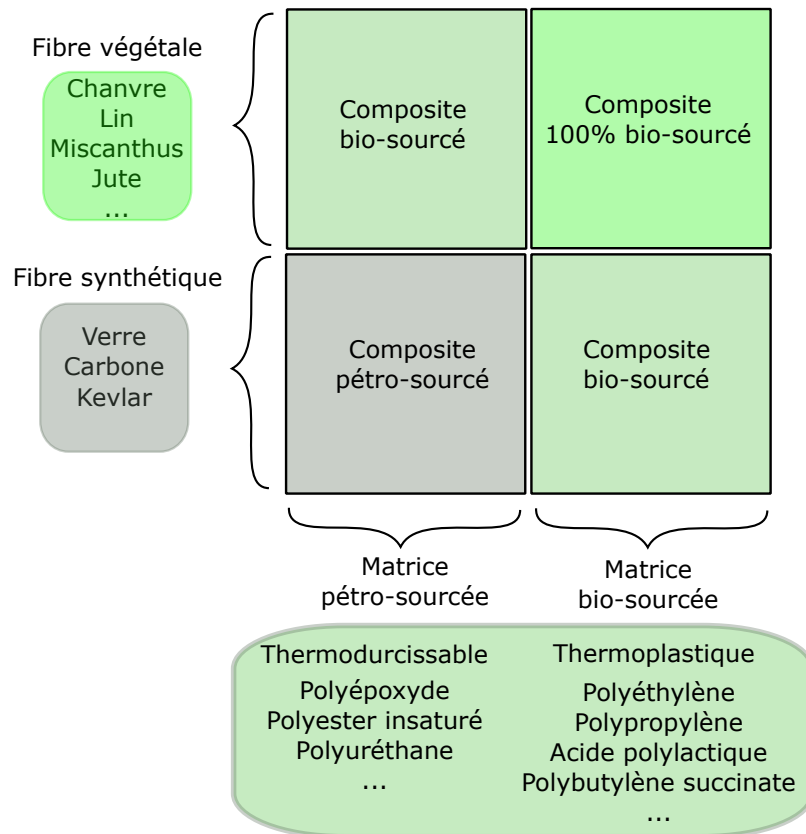 Fibre végétale
Chanvre
Lin
Miscanthus
Jute
...
Composite
bio-sourcé
Composite
100% bio-sourcé
Fibre synthétique
Verre
Carbone
Kevlar
Composite
pétro-sourcé
Composite
bio-sourcé
Matrice
pétro-sourcée
Matrice
bio-sourcée
Thermodurcissable
Polyépoxyde
Polyester insaturé
Polyuréthane
...
Thermoplastique
Polyéthylène
Polypropylène
Acide polylactique
Polybutylène succinate
...